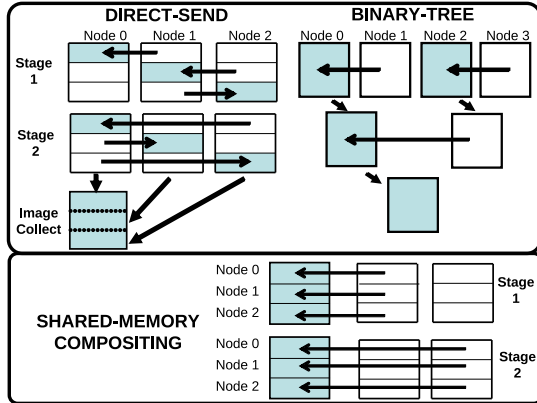 DIRECT-SEND
BINARY-TREE
Node 0 Node 1 Node 2
Node 0 Node 1 Node 2 Node 3
Stage
1
Stage
2
Image
Collect
SHARED-MEMORY
COMPOSITING
Node 0
Node 1
Node 2
Stage
1
Node 0
Node 1
Node 2
Stage
2